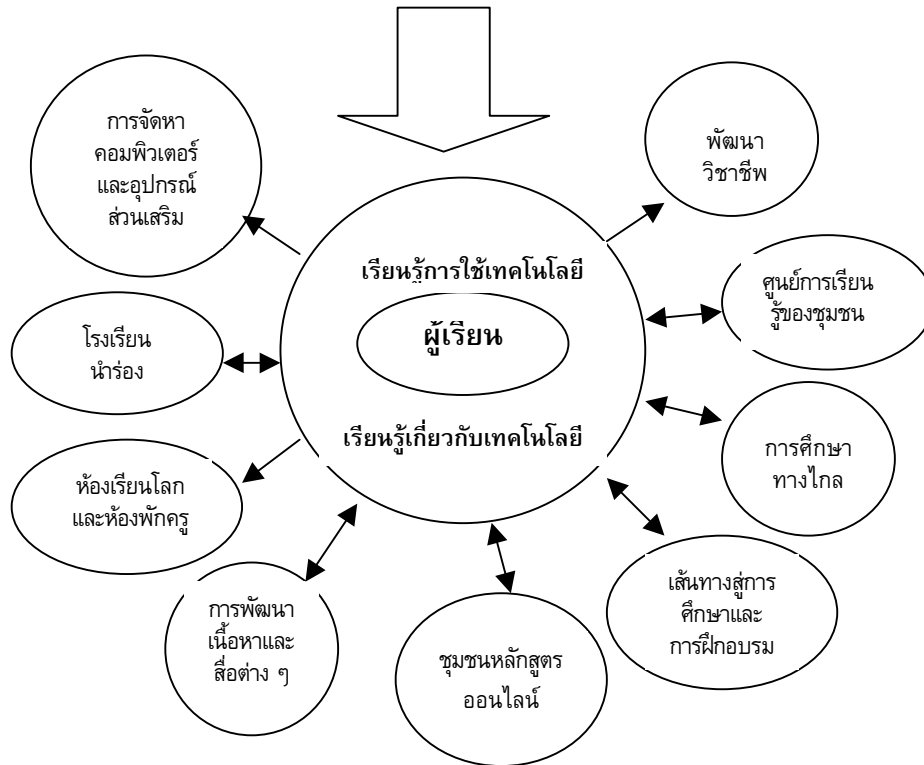 การจัดหา
คอมพิวเตอร์
และอุปกรณ์
ส่วนเสริม
พัฒนา
วิชาชีพ
เรียนรู้การใช้เทคโนโลยี
ผู้เรียน
เรียนรู้เกี่ยวกับเทคโนโลยี
ศูนย์การเรียน
รู้ของชุมชน
โรงเรียน
นำร่อง
การศึกษา
ทางไกล
ห้องเรียนโลก
และห้องพักครู
เส้นทางสู่การ
ศึกษาและ
การฝึกอบรม
การพัฒนา
เนื้อหาและ
สื่อต่าง ๆ
ชุมชนหลักสูตร
ออนไลน์